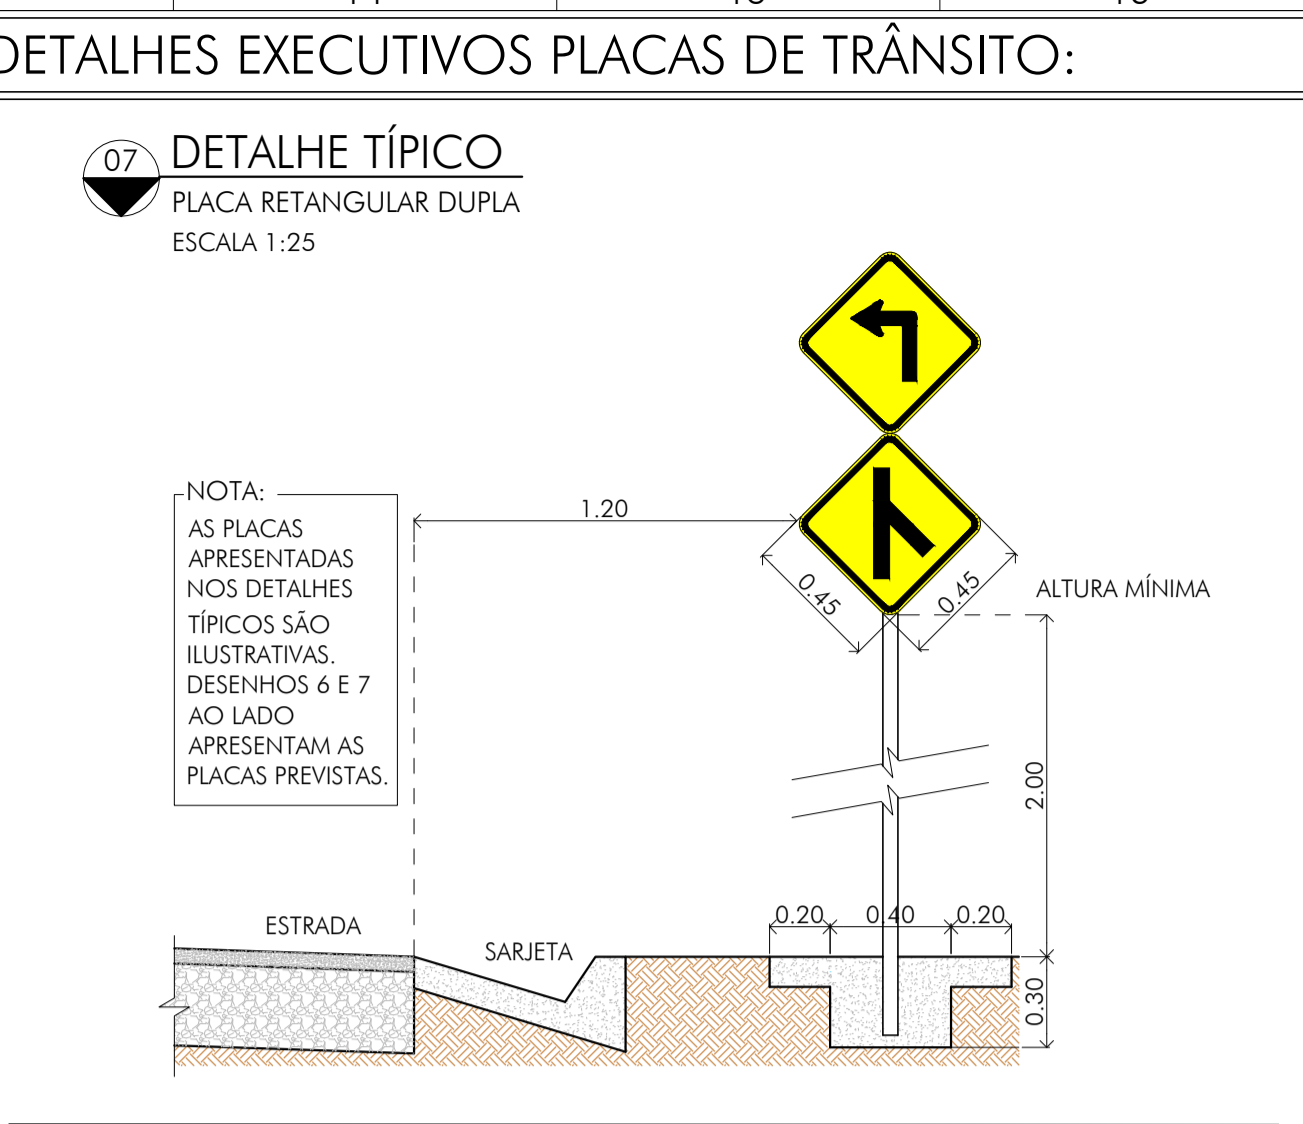 DETALHES EXECUTIVOS PLACAS DE TRÂNSITO:
07
DETALHE TÍPICO
PLACA RETANGULAR DUPLA
ESCALA 1:25
NOTA:
AS PLACAS
APRESENTADAS
NOS DETALHES
TÍPICOS SÃO
ILUSTRATIVAS.
DESENHOS 6 E 7
AO LADO
APRESENTAM AS
PLACAS PREVISTAS.
1.20
0.45
0.45
ALTURA MÍNIMA
2.00
ESTRADA
SARJETA
0.20
0.40
0.20
0.30